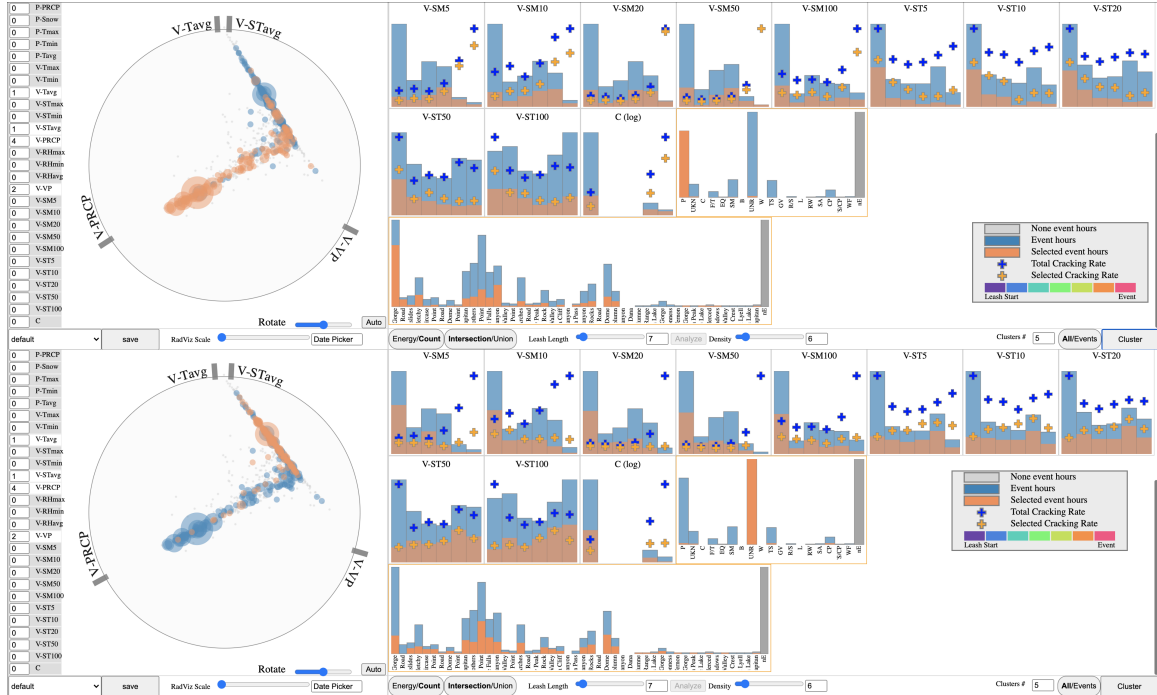 0 P-PRCP
0 P-Snow
0 P-Tmax
0 P-Tmin
0 P-Tavg
0 V-Tmax
0 V-Tmin
1 V-Tavg
0 V-STmax
0 V-STmin
1 V-STavg
4 V-PRCP
0 V-RHmax
0 V-RHmin
0 V-RHavg
2 V-VP
0 V-SM5
0 V-SM10
0 V-SM20
0 V-SM50
0 V-SM100
0 V-ST5
0 V-ST10
0 V-ST20
0 V-ST50
0 V-ST100
0 C
V-Tavg V-STavg
V-PRCP
V-VP
Rotate Auto
default save RadViz Scale Date Picker
V-SM5 V-SM10 V-SM20 V-SM50 V-SM100 V-ST5 V-ST10 V-ST20
V-ST50 V-ST100 C (log)
P UKN C F/T EQ SM B UNR W TS GV R/S L RW SA CP S/CP WF nE
None event hours
Event hours
Selected event hours
Total Cracking Rate
Selected Cracking Rate
Leash Start Event
Energy/Count Intersection/Union Leash Length 7 Analyze Density 6 Clusters # 5 All/Events Cluster
0 P-PRCP
0 P-Snow
0 P-Tmax
0 P-Tmin
0 P-Tavg
0 V-Tmax
0 V-Tmin
1 V-Tavg
0 V-STmax
0 V-STmin
1 V-STavg
4 V-PRCP
0 V-RHmax
0 V-RHmin
0 V-RHavg
2 V-VP
0 V-SM5
0 V-SM10
0 V-SM20
0 V-SM50
0 V-SM100
0 V-ST5
0 V-ST10
0 V-ST20
0 V-ST50
0 V-ST100
0 C
V-Tavg V-STavg
V-PRCP
V-VP
Rotate Auto
default save RadViz Scale Date Picker
V-SM5 V-SM10 V-SM20 V-SM50 V-SM100 V-ST5 V-ST10 V-ST20
V-ST50 V-ST100 C (log)
P UKN C F/T EQ SM B UNR W TS GV R/S L RW SA CP S/CP WF nE
None event hours
Event hours
Selected event hours
Total Cracking Rate
Selected Cracking Rate
Leash Start Event
Energy/Count Intersection/Union Leash Length 7 Analyze Density 6 Clusters # 5 All/Events Cluster